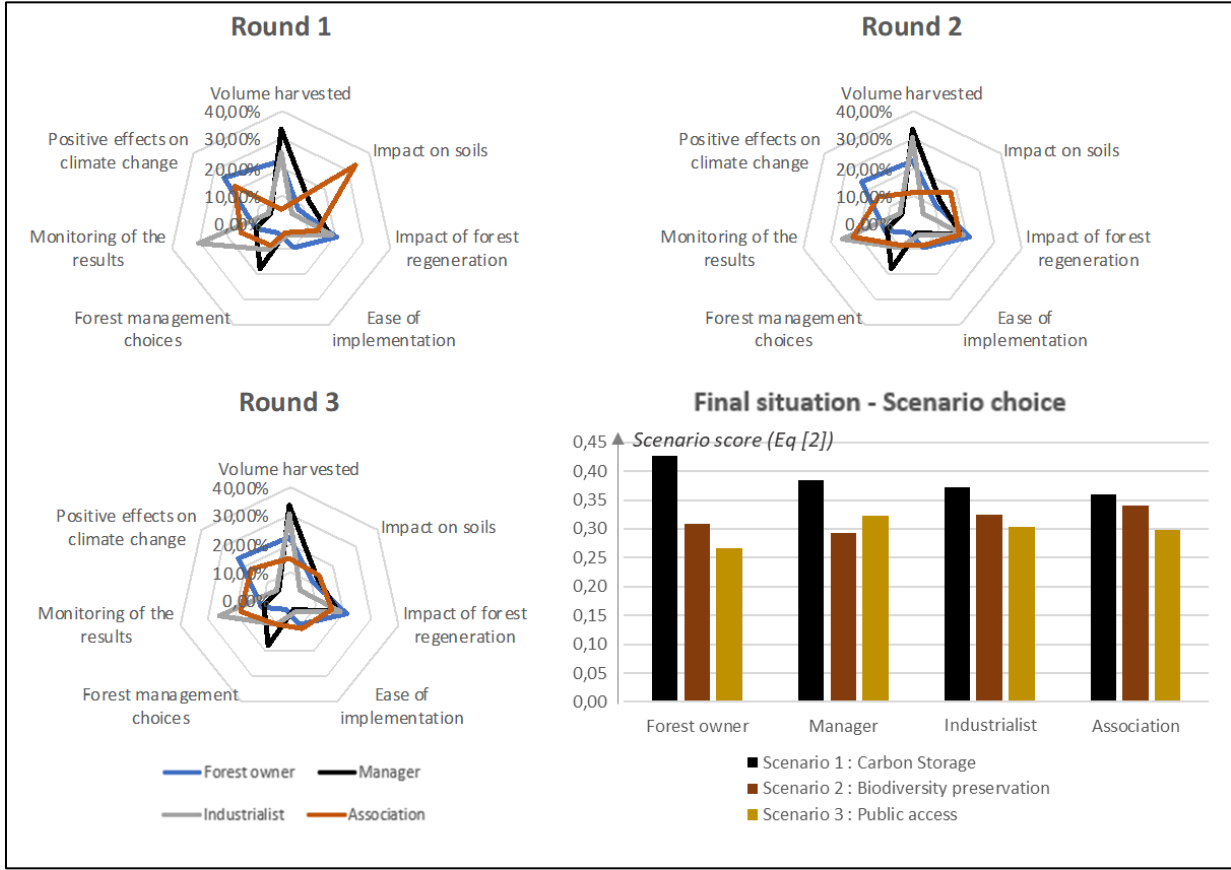 Round 1
Volume harvested
40,00%
30,00%
20,00%
10,00%
0,00%
Impact on soils
Impact of forest
regeneration
Ease of
implementation
Forest management
choices
Monitoring of the
results
Positive effects on
climate change
Round 2
Volume harvested
40,00%
30,00%
20,00%
10,00%
0,00%
Impact on soils
Impact of forest
regeneration
Ease of
implementation
Forest management
choices
Monitoring of the
results
Positive effects on
climate change
Round 3
Volume harvested
40,00%
30,00%
20,00%
10,00%
0,00%
Impact on soils
Impact of forest
regeneration
Ease of
implementation
Forest management
choices
Monitoring of the
results
Positive effects on
climate change
Forest owner
Manager
Industrialist
Association
Final situation - Scenario choice
Scenario score (Eq [2])
0,45
0,40
0,35
0,30
0,25
0,20
0,15
0,10
0,05
0,00
Forest owner
Manager
Industrialist
Association
Scenario 1 : Carbon Storage
Scenario 2 : Biodiversity preservation
Scenario 3 : Public access